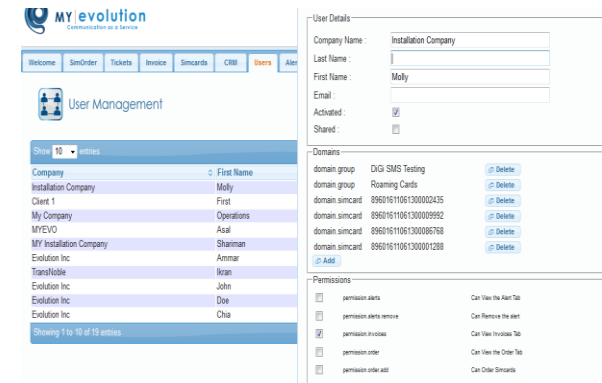 MY evolution
Communication as a Service
Welcome SimOrder Tickets Invoice Simcards CRM Users Aler
User Management
Show 10 entries
Company First Name
Installation Company Molly
Client 1 First
My Company Operations
MYEVO Asal
MY Installation Company Shariman
Evolution Inc Ammar
TransNoble Ikran
Evolution Inc John
Evolution Inc Doe
Evolution Inc Chia
Showing 1 to 10 of 19 entries
User Details
Company Name : Installation Company
Last Name :
First Name : Molly
Email :
Activated :
Shared :
Domains
domain.group DiGi SMS Testing Delete
domain.group Roaming Cards Delete
domain.simcard 89601611061300002435 Delete
domain.simcard 89601611061300009992 Delete
domain.simcard 89601611061300086768 Delete
domain.simcard 89601611061300001288 Delete
Add
Permissions
permission.alerts Can View the Alert Tab
permission.alerts.remove Can Remove the alert
permission.invoices Can View Invoices Tab
permission.order Can View the Order Tab
permission.order.add Can Order Simcards